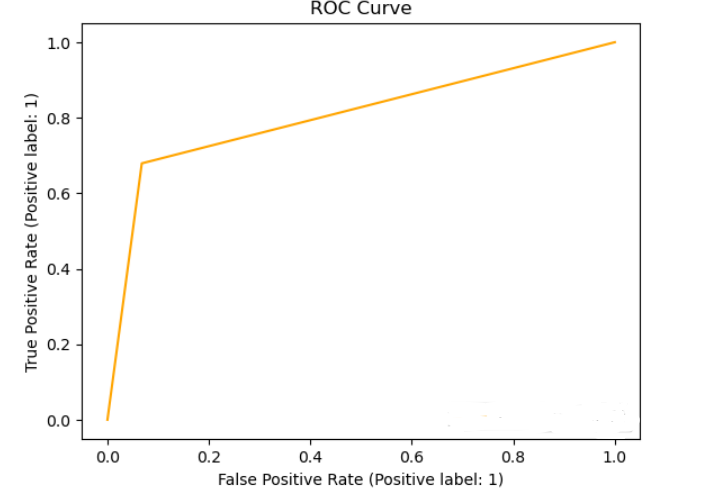 ROC Curve
1.0
0.8
0.6
0.4
0.2
0.0
True Positive Rate (Positive label: 1)
0.0 0.2 0.4 0.6 0.8 1.0
False Positive Rate (Positive label: 1)